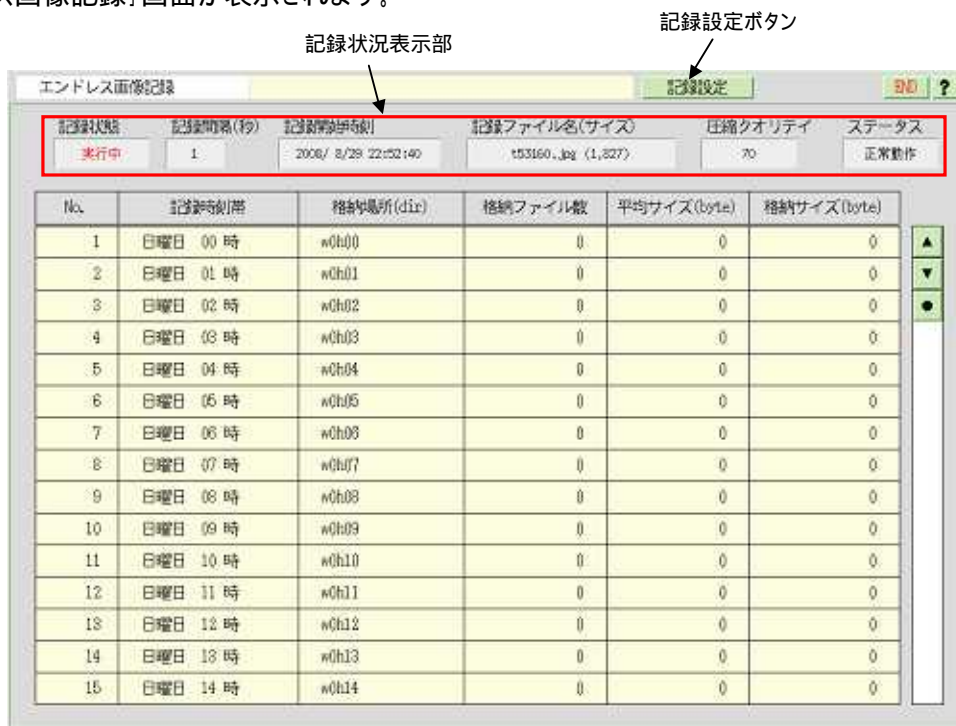 ス画像記録」画面が表示されます。
記録設定ボタン
記録状況表示部
エンドレス画像記録 記録設定 END ?
記録状態 記録間隔(秒) 記録開始時刻 記録ファイル名(サイズ) 圧縮クオリティ ステータス
実行中 1 2008/ 8/29 22:52:40 t53160.jpg (1,827) 70 正常動作
No. 記録時刻帯 格納場所(dir) 格納ファイル数 平均サイズ(byte) 格納サイズ(byte)
1 日曜日 00 時 w0h00 0 0 0
2 日曜日 01 時 w0h01 0 0 0
3 日曜日 02 時 w0h02 0 0 0
4 日曜日 03 時 w0h03 0 0 0
5 日曜日 04 時 w0h04 0 0 0
6 日曜日 05 時 w0h05 0 0 0
7 日曜日 06 時 w0h06 0 0 0
8 日曜日 07 時 w0h07 0 0 0
9 日曜日 08 時 w0h08 0 0 0
10 日曜日 09 時 w0h09 0 0 0
11 日曜日 10 時 w0h10 0 0 0
12 日曜日 11 時 w0h11 0 0 0
13 日曜日 12 時 w0h12 0 0 0
14 日曜日 13 時 w0h13 0 0 0
15 日曜日 14 時 w0h14 0 0 0